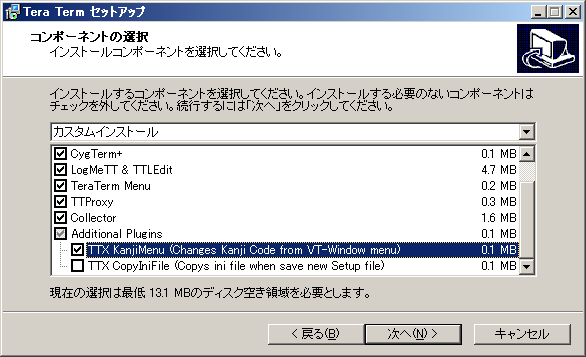 Tera Term セットアップ
コンポーネントの選択
インストールコンポーネントを選択してください。
インストールするコンポーネントを選択してください。インストールする必要のないコンポーネントは
チェックを外してください。続行するには「次へ」をクリックしてください。
カスタムインストール
CygTerm+ 0.1 MB
LogMeTT & TTLEdit 4.7 MB
TeraTerm Menu 0.2 MB
TTProxy 0.3 MB
Collector 1.6 MB
Additional Plugins 0.1 MB
TTX KanjiMenu (Changes Kanji Code from VT-Window menu) 0.1 MB
TTX CopyIniFile (Copys ini file when save new Setup file) 0.1 MB
現在の選択は最低 13.1 MBのディスク空き領域を必要とします。
< 戻る(B) 次へ(N) > キャンセル